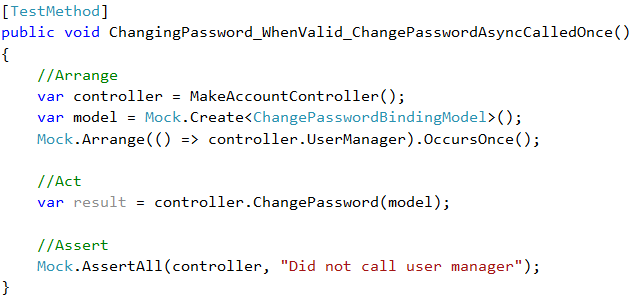 [TestMethod]
public void ChangingPassword_WhenValid_ChangePasswordAsyncCalledOnce()
{
    //Arrange
    var controller = MakeAccountController();
    var model = Mock.Create<ChangePasswordBindingModel>();
    Mock.Arrange(() => controller.UserManager).OccursOnce();

    //Act
    var result = controller.ChangePassword(model);

    //Assert
    Mock.AssertAll(controller, "Did not call user manager");
}